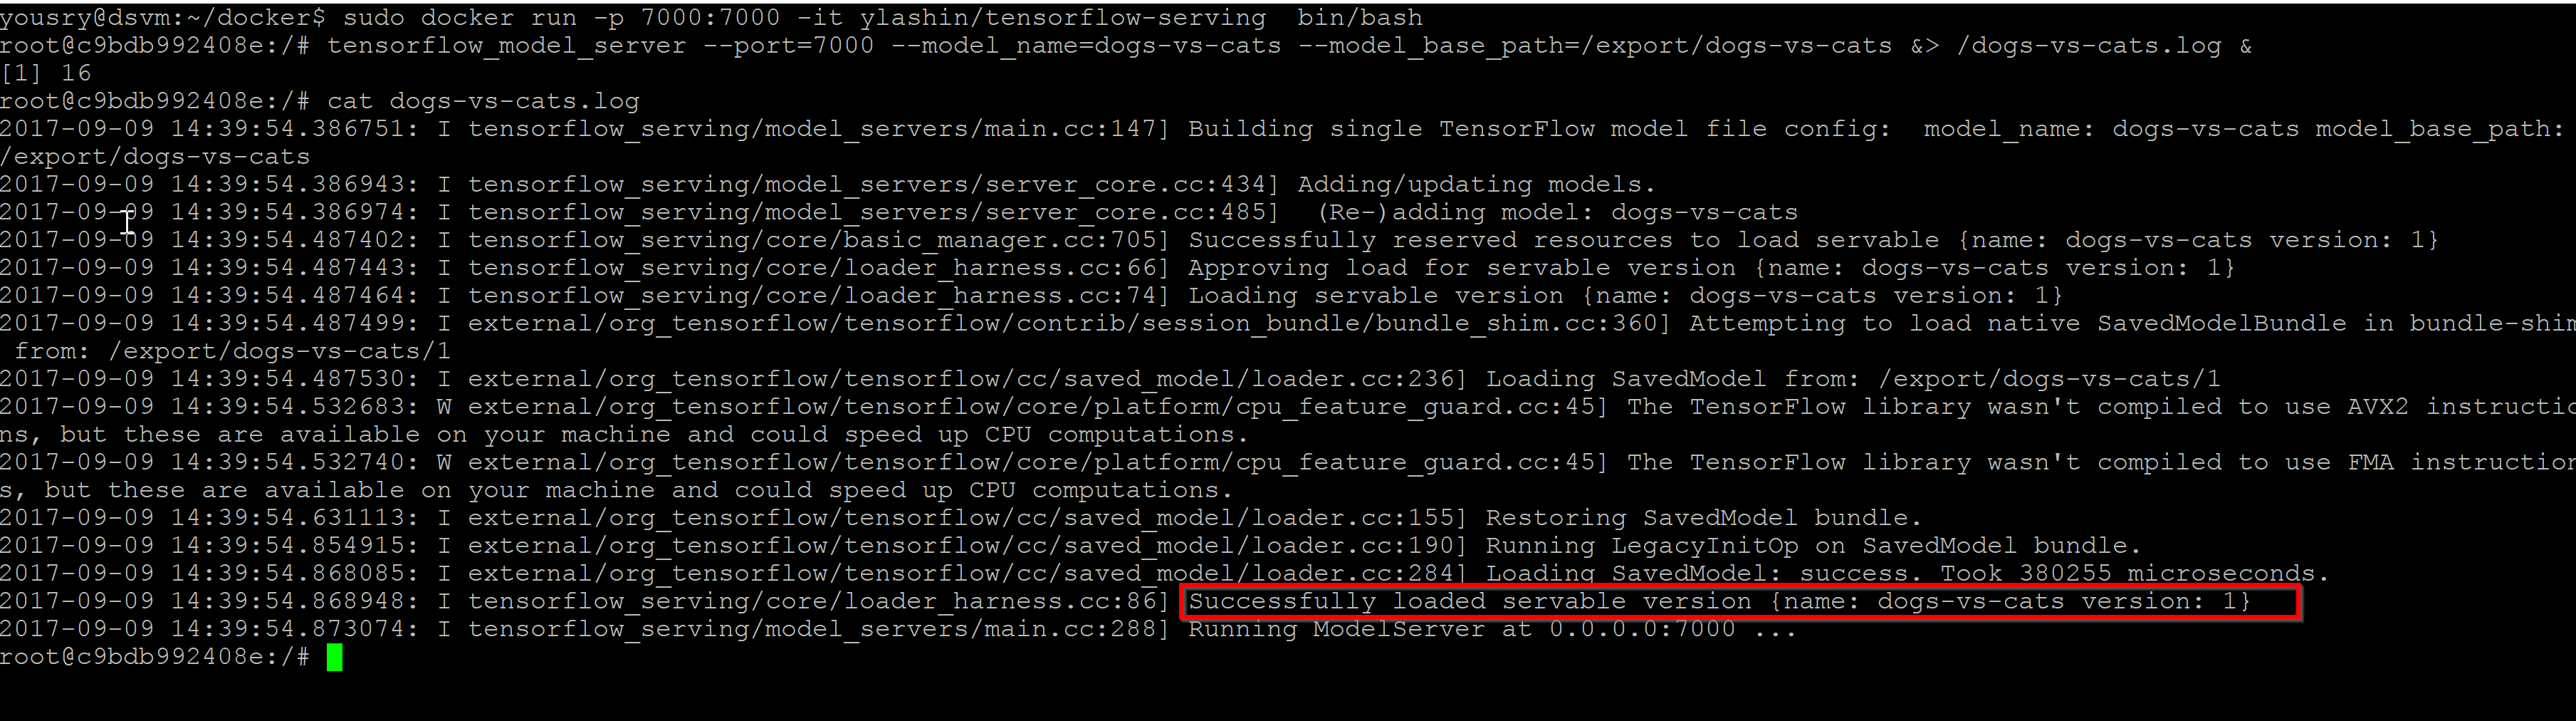 yousry@dsvm:~/docker$ sudo docker run -p 7000:7000 -it ylashin/tensorflow-serving  bin/bash
root@c9bdb992408e:/# tensorflow_model_server --port=7000 --model_name=dogs-vs-cats --model_base_path=/export/dogs-vs-cats &> /dogs-vs-cats.log &
[1] 16
root@c9bdb992408e:/# cat dogs-vs-cats.log
2017-09-09 14:39:54.386751: I tensorflow_serving/model_servers/main.cc:147] Building single TensorFlow model file config:  model_name: dogs-vs-cats model_base_path:
/export/dogs-vs-cats
2017-09-09 14:39:54.386943: I tensorflow_serving/model_servers/server_core.cc:434] Adding/updating models.
2017-09-09 14:39:54.386974: I tensorflow_serving/model_servers/server_core.cc:485]  (Re-)adding model: dogs-vs-cats
2017-09-09 14:39:54.487402: I tensorflow_serving/core/basic_manager.cc:705] Successfully reserved resources to load servable {name: dogs-vs-cats version: 1}
2017-09-09 14:39:54.487443: I tensorflow_serving/core/loader_harness.cc:66] Approving load for servable version {name: dogs-vs-cats version: 1}
2017-09-09 14:39:54.487464: I tensorflow_serving/core/loader_harness.cc:74] Loading servable version {name: dogs-vs-cats version: 1}
2017-09-09 14:39:54.487499: I external/org_tensorflow/tensorflow/contrib/session_bundle/bundle_shim.cc:360] Attempting to load native SavedModelBundle in bundle-shim
 from: /export/dogs-vs-cats/1
2017-09-09 14:39:54.487530: I external/org_tensorflow/tensorflow/cc/saved_model/loader.cc:236] Loading SavedModel from: /export/dogs-vs-cats/1
2017-09-09 14:39:54.532683: W external/org_tensorflow/tensorflow/core/platform/cpu_feature_guard.cc:45] The TensorFlow library wasn't compiled to use AVX2 instructio
ns, but these are available on your machine and could speed up CPU computations.
2017-09-09 14:39:54.532740: W external/org_tensorflow/tensorflow/core/platform/cpu_feature_guard.cc:45] The TensorFlow library wasn't compiled to use FMA instruction
s, but these are available on your machine and could speed up CPU computations.
2017-09-09 14:39:54.631113: I external/org_tensorflow/tensorflow/cc/saved_model/loader.cc:155] Restoring SavedModel bundle.
2017-09-09 14:39:54.854915: I external/org_tensorflow/tensorflow/cc/saved_model/loader.cc:190] Running LegacyInitOp on SavedModel bundle.
2017-09-09 14:39:54.868085: I external/org_tensorflow/tensorflow/cc/saved_model/loader.cc:284] Loading SavedModel: success. Took 380255 microseconds.
2017-09-09 14:39:54.868948: I tensorflow_serving/core/loader_harness.cc:86] Successfully loaded servable version {name: dogs-vs-cats version: 1}
2017-09-09 14:39:54.873074: I tensorflow_serving/model_servers/main.cc:288] Running ModelServer at 0.0.0.0:7000 ...
root@c9bdb992408e:/#